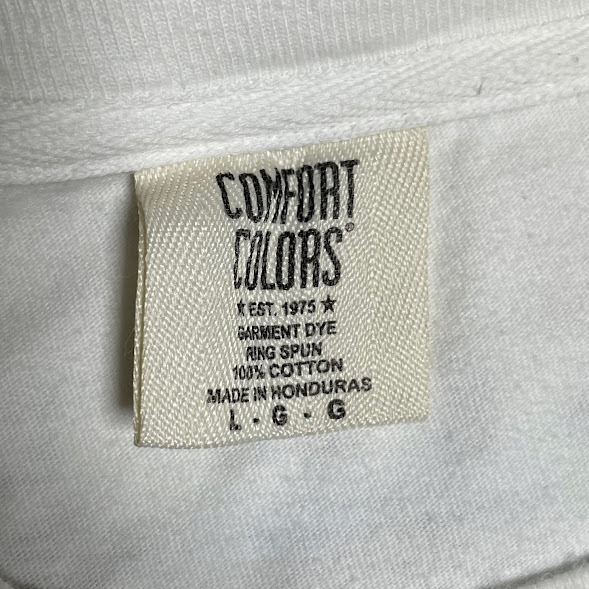 COMFORT
COLORS®
★ EST. 1975 ★
GARMENT DYE
RING SPUN
100% COTTON
MADE IN HONDURAS
L - G - G